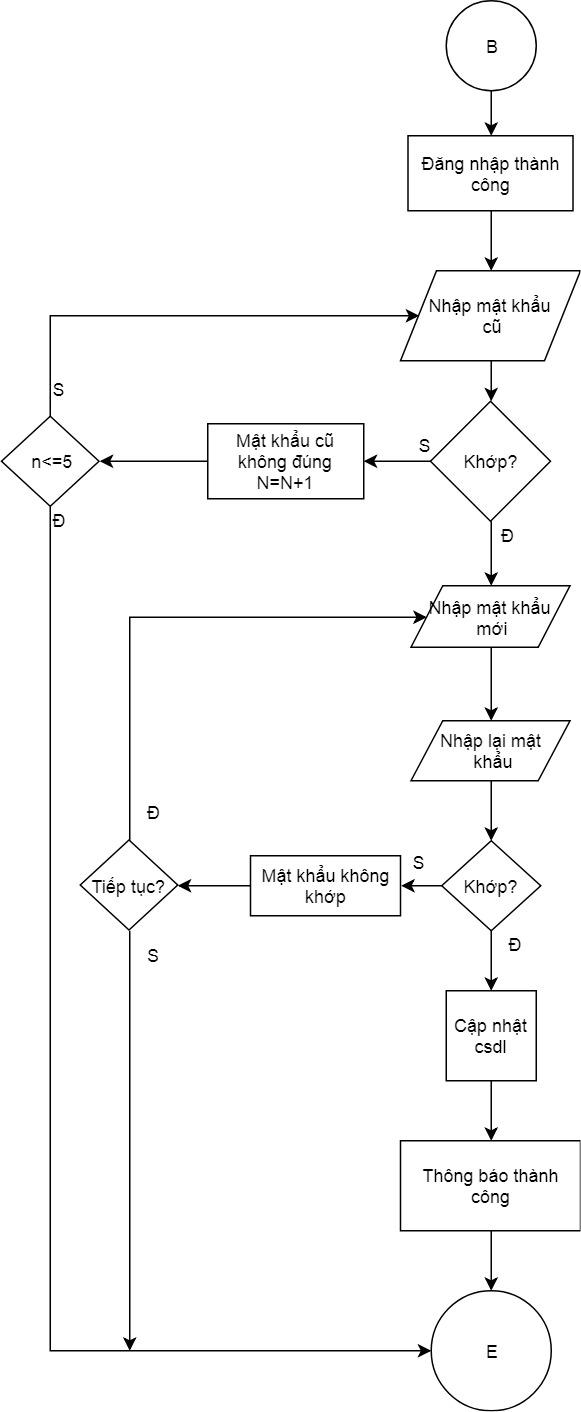 B
Đăng nhập thành
công
Nhập mật khẩu
cũ
S
Mật khẩu cũ
không đúng
N=N+1
S
n<=5
Khớp?
Đ
Đ
Nhập mật khẩu
mới
Nhập lại mật
khẩu
Đ
Mật khẩu không
khớp
S
Tiếp tục?
Khớp?
S
Đ
Cập nhật
csdl
Thông báo thành
công
E